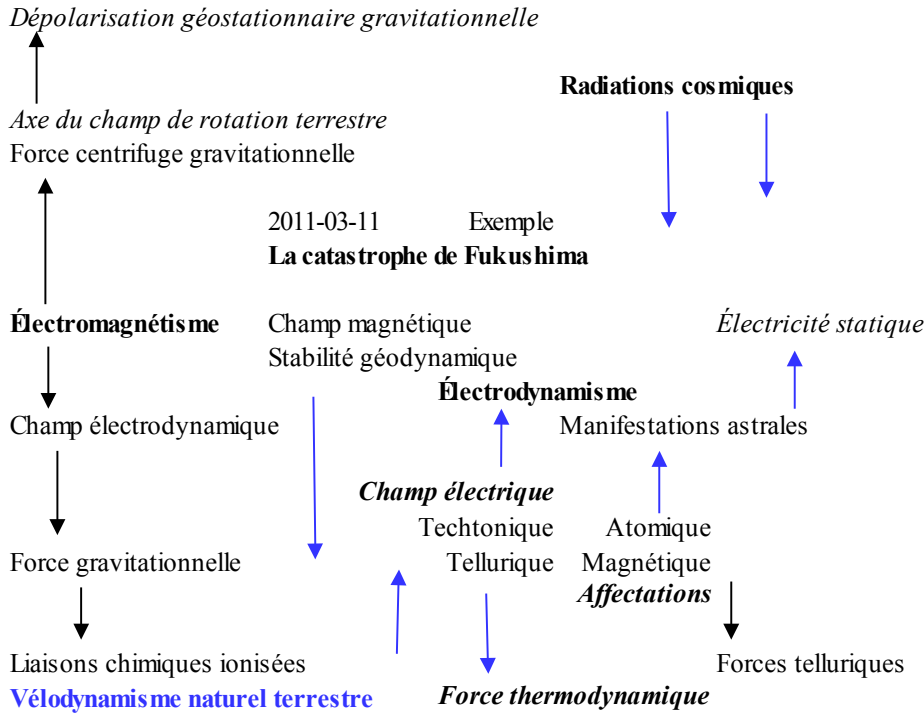 Dépolarisation géostationnaire gravitationnelle
Radiations cosmiques
Axe du champ de rotation terrestre
Force centrifuge gravitationnelle
2011-03-11 Exemple
La catastrophe de Fukushima
Électromagnétisme Champ magnétique Électricité statique
Stabilité géodynamique
Électrodynamisme
Champ électrodynamique Manifestations astrales
Champ électrique
Techtonique Atomique
Force gravitationnelle Tellurique Magnétique
Affectations
Liaisons chimiques ionisées Forces telluriques
Vélodynamisme naturel terrestre Force thermodynamique